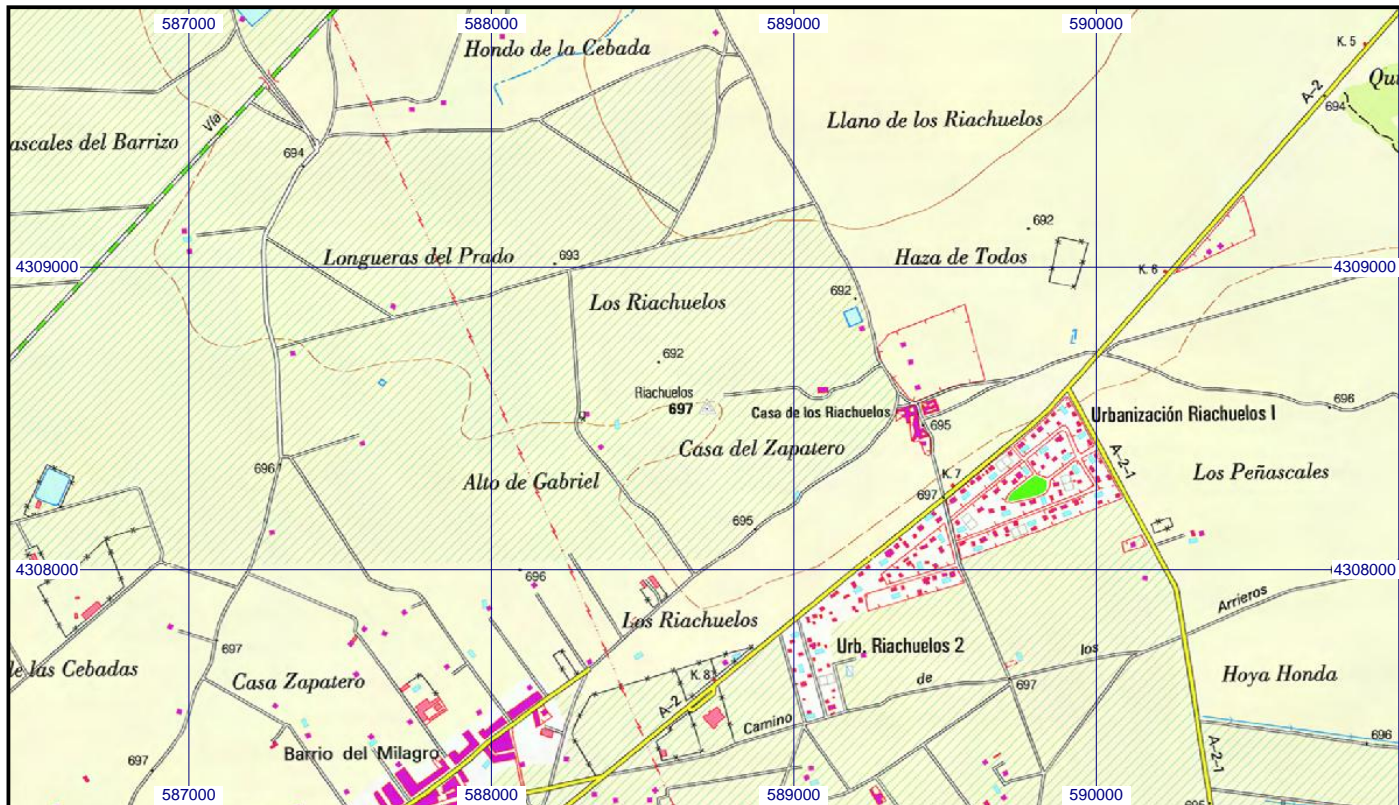 587000
588000
589000
590000
Hondo de la Cebada
K. 5
A-2
694
Vía
Llano de los Riachuelos
ascales del Barrizo
694
692
4309000
Longueras del Prado
693
Haza de Todos
K. 6
4309000
Los Riachuelos
692
692
Riachuelos
697
Casa de los Riachuelos
696
Urbanización Riachuelos I
695
Casa del Zapatero
A-2-1
696
Alto de Gabriel
K. 7
Los Peñascales
697
695
4308000
696
4308000
Arrieros
Los Riachuelos
697
Urb. Riachuelos 2
los
de las Cebadas
Casa Zapatero
K. 8
de
697
Hoya Honda
A-2
Camino
696
Barrio del Milagro
697
A-2-1
587000
588000
589000
590000
695